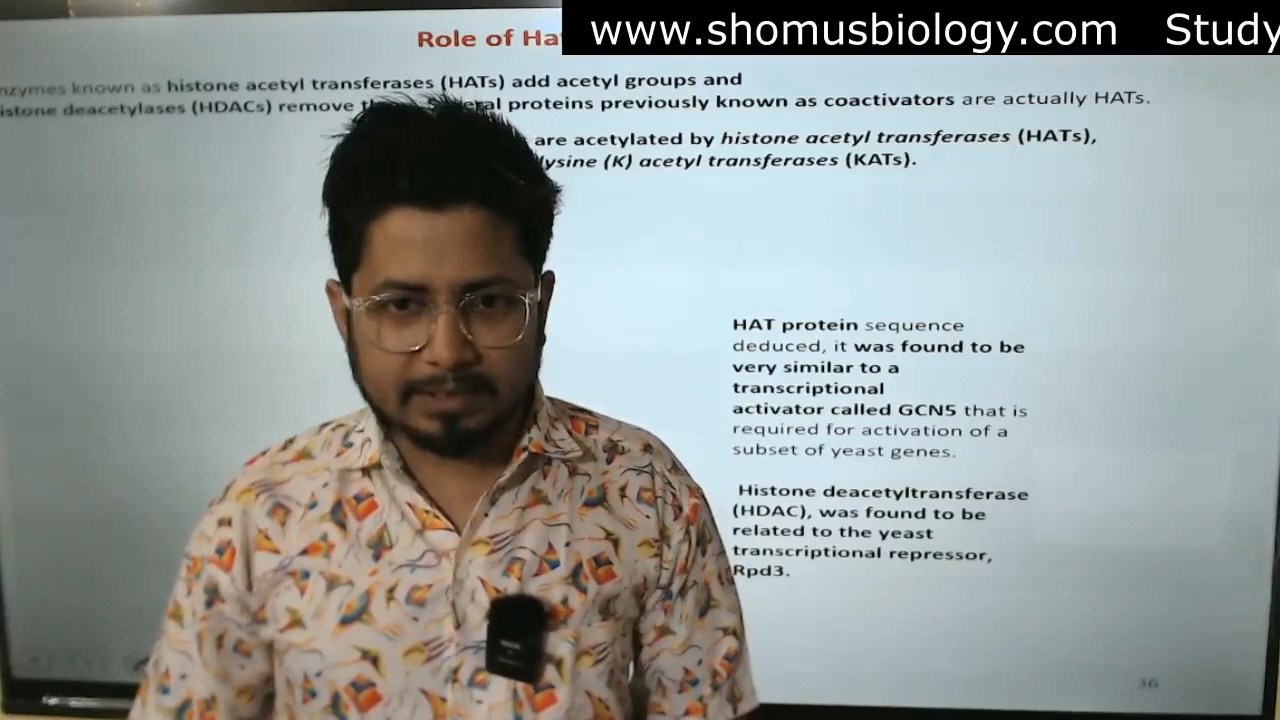 www.shomusbiology.com Study
Role of Ha
nzymes known as histone acetyl transferases (HATs) add acetyl groups and
istone deacetylases (HDACs) remove proteins previously known as coactivators are actually HATs.
are acetylated by histone acetyl transferases (HATs),
lysine (K) acetyl transferases (KATs).
HAT protein sequence
deduced, it was found to be
very similar to a
transcriptional
activator called GCN5 that is
required for activation of a
subset of yeast genes.
Histone deacetyltransferase
(HDAC), was found to be
related to the yeast
transcriptional repressor,
Rpd3.
36